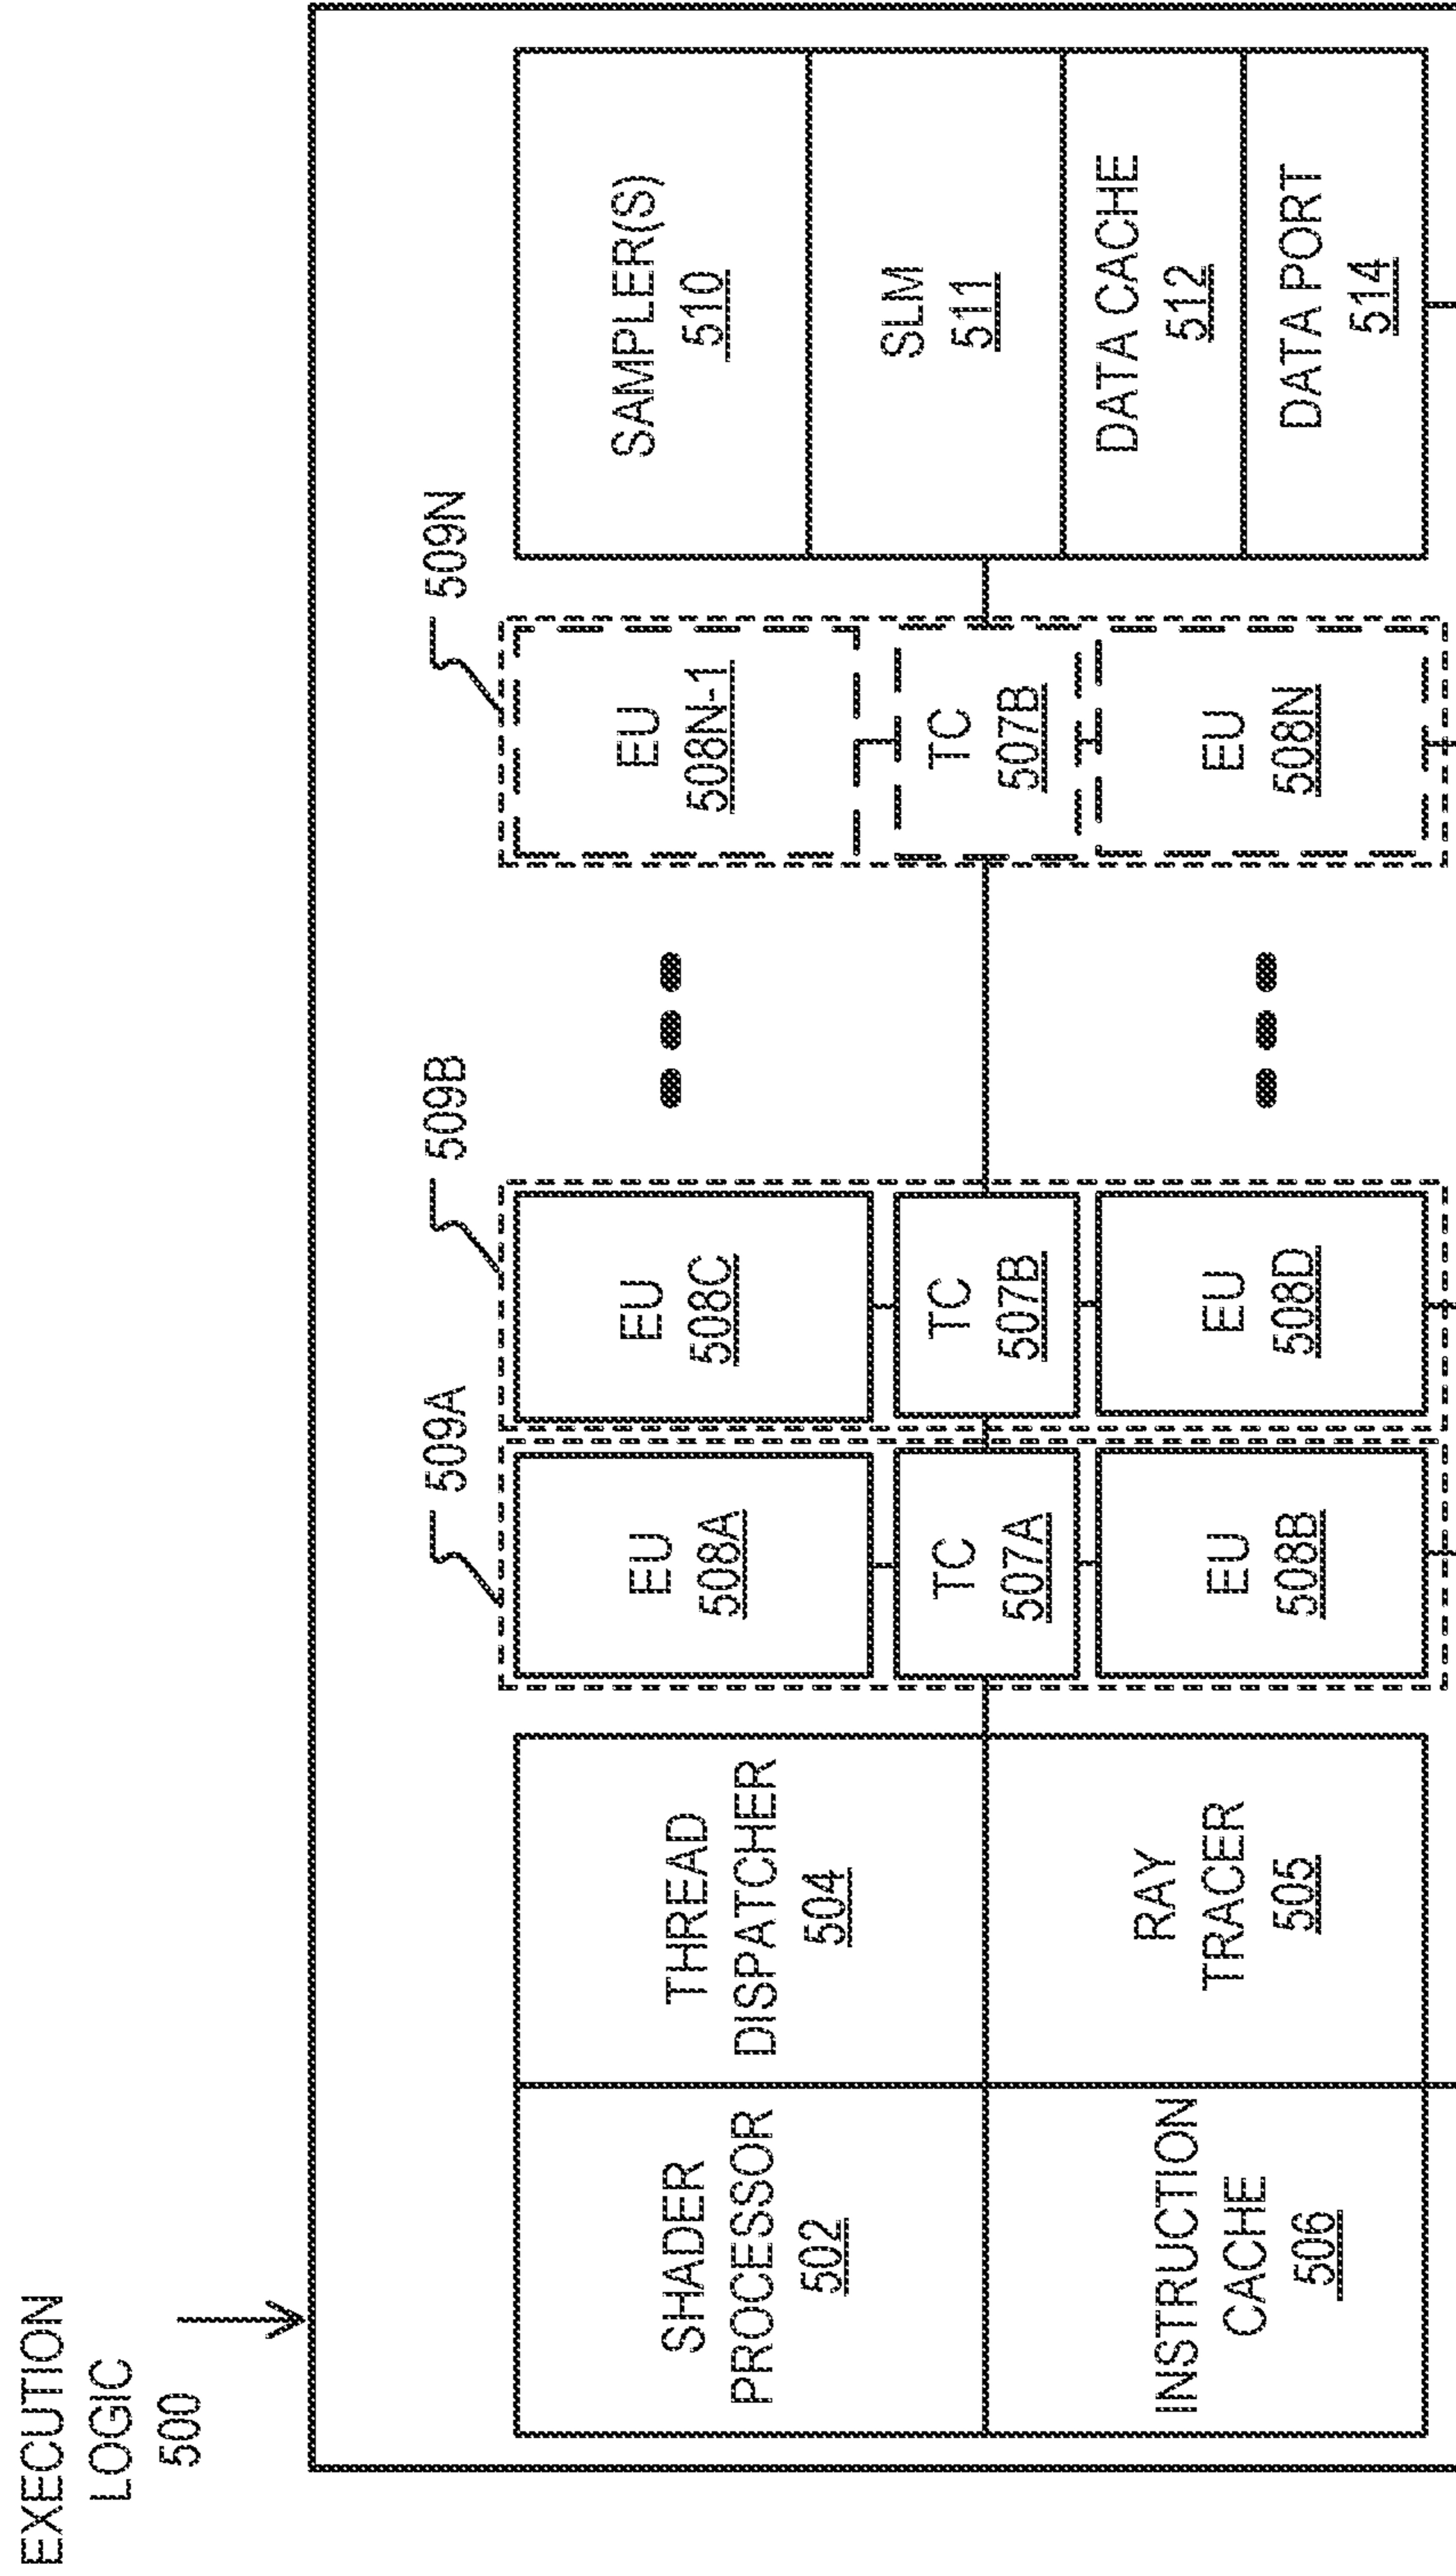 EXECUTION
LOGIC
500
509A
509B
509N
SHADER
PROCESSOR
502
THREAD
DISPATCHER
504
INSTRUCTION
CACHE
506
RAY
TRACER
505
EU
508A
TC
507A
EU
508B
EU
508C
TC
507B
EU
508D
EU
508N-1
TC
507B
EU
508N
SAMPLER(S)
510
SLM
511
DATA CACHE
512
DATA PORT
514